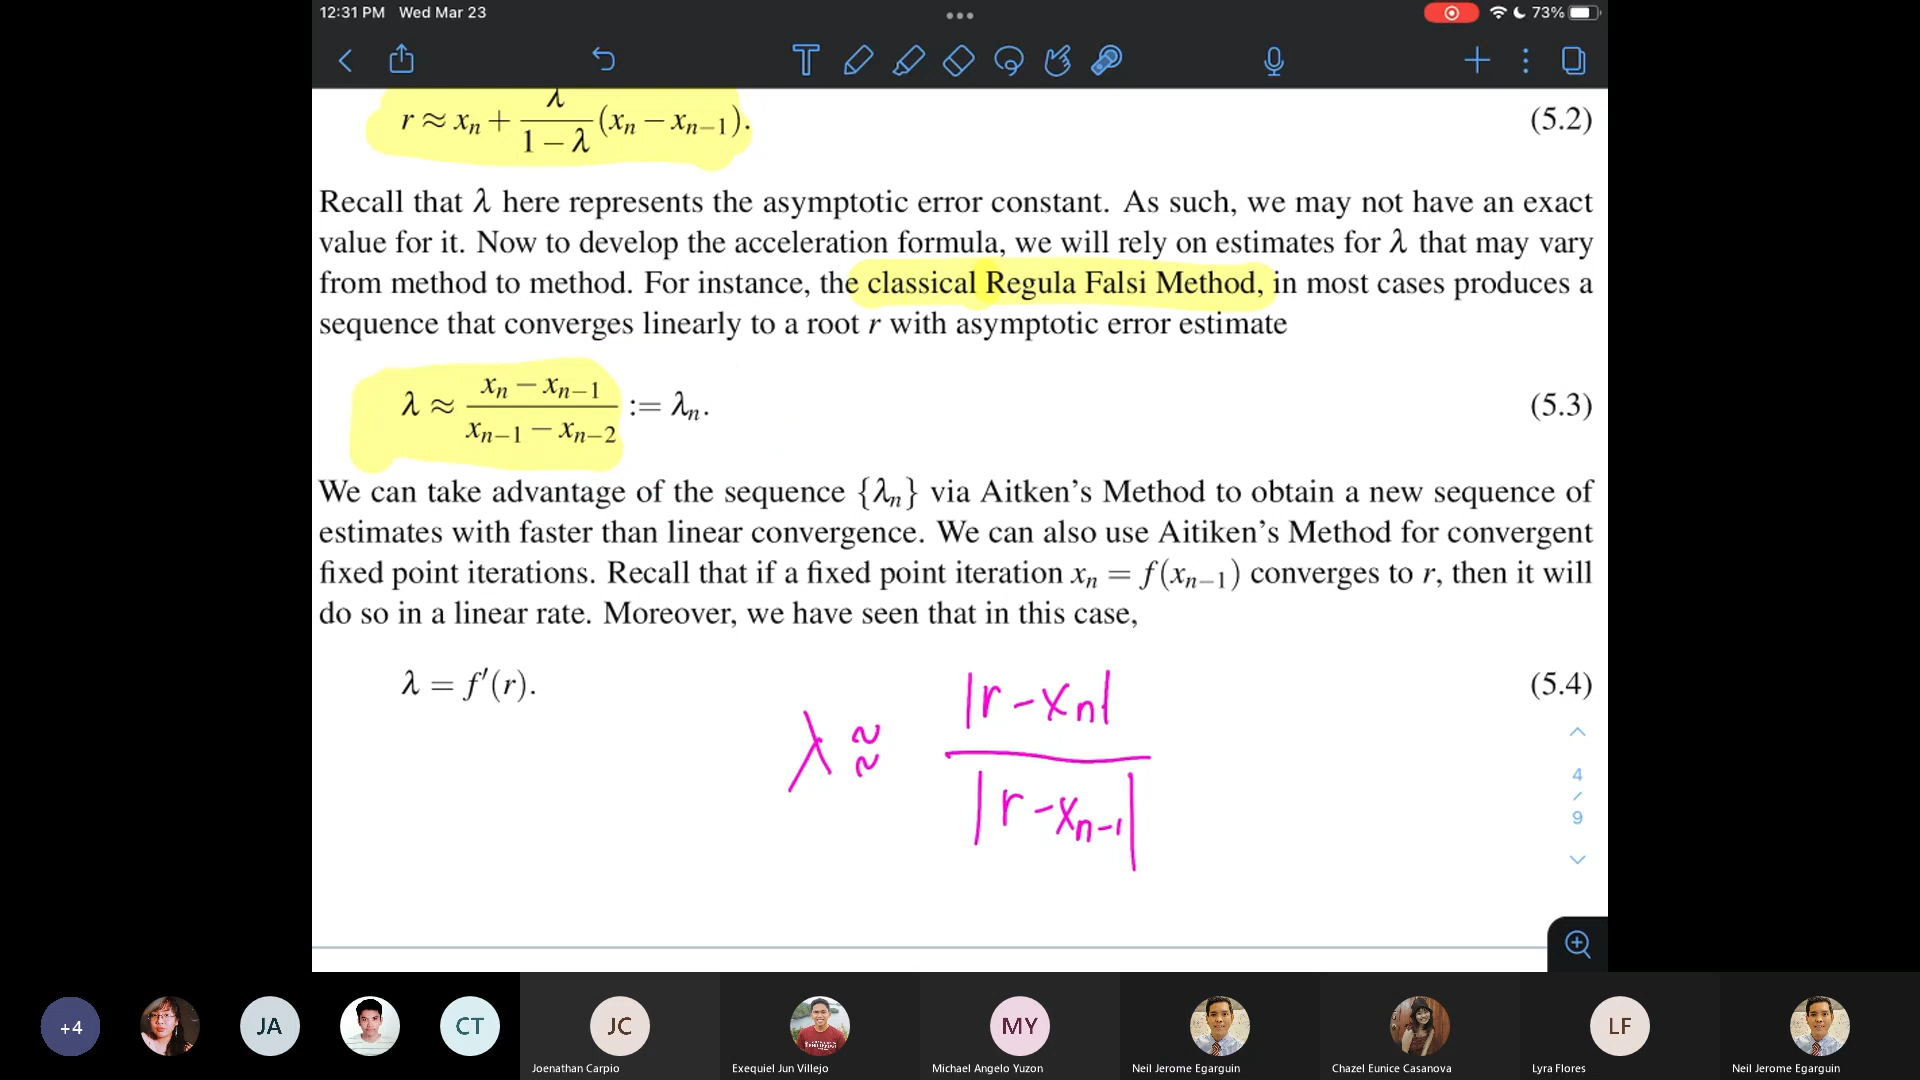 12:31 PM Wed Mar 23
73%
r ≈ xₙ + λ/(1 − λ) (xₙ − xₙ₋₁). (5.2)
Recall that λ here represents the asymptotic error constant. As such, we may not have an exact
value for it. Now to develop the acceleration formula, we will rely on estimates for λ that may vary
from method to method. For instance, the classical Regula Falsi Method, in most cases produces a
sequence that converges linearly to a root r with asymptotic error estimate
λ ≈ (xₙ − xₙ₋₁)/(xₙ₋₁ − xₙ₋₂) := λₙ. (5.3)
We can take advantage of the sequence {λₙ} via Aitken's Method to obtain a new sequence of
estimates with faster than linear convergence. We can also use Aitiken's Method for convergent
fixed point iterations. Recall that if a fixed point iteration xₙ = f(xₙ₋₁) converges to r, then it will
do so in a linear rate. Moreover, we have seen that in this case,
λ = f′(r). (5.4)
λ ≈ |r − xₙ| / |r − xₙ₋₁|
4
/
9
+4
JA
CT
JC
MY
LF
Joenathan Carpio
Exequiel Jun Villejo
Michael Angelo Yuzon
Neil Jerome Egarguin
Chazel Eunice Casanova
Lyra Flores
Neil Jerome Egarguin